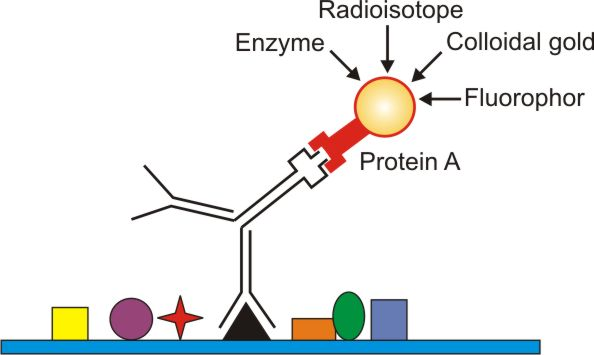 Radioisotope
Enzyme
Colloidal gold
Fluorophor
Protein A